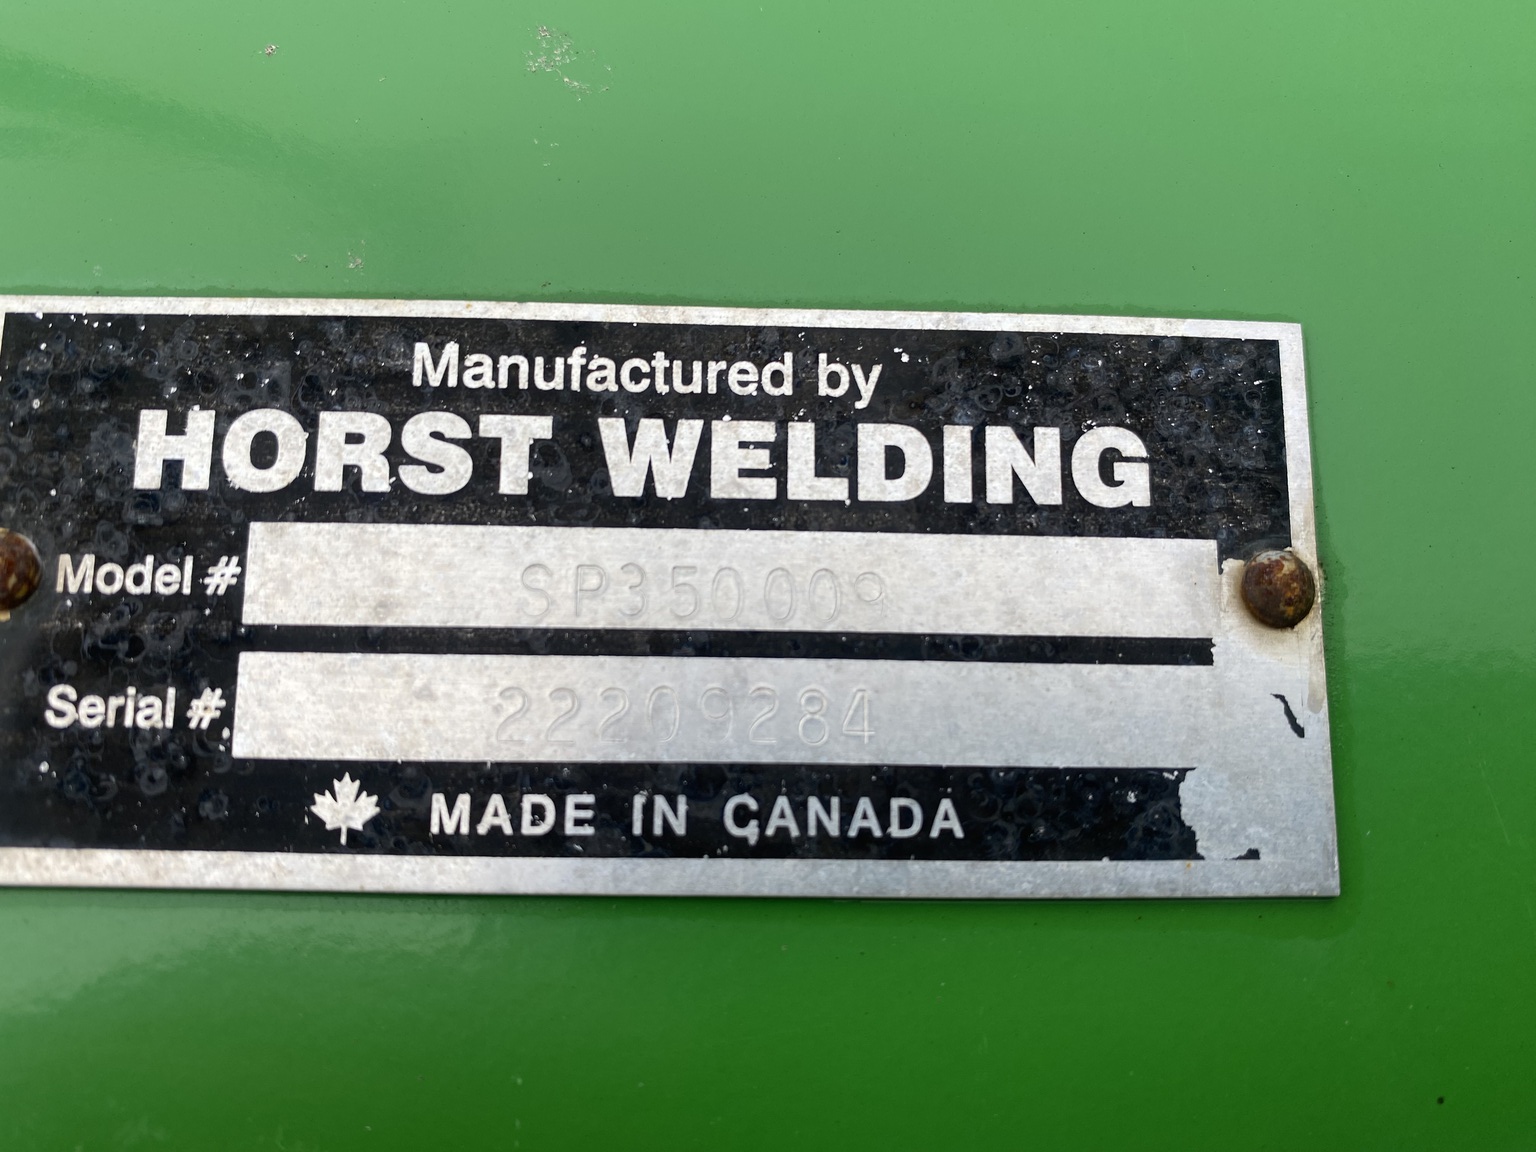 Manufactured by
HORST WELDING
Model # SP350009
Serial # 22209284
MADE IN CANADA